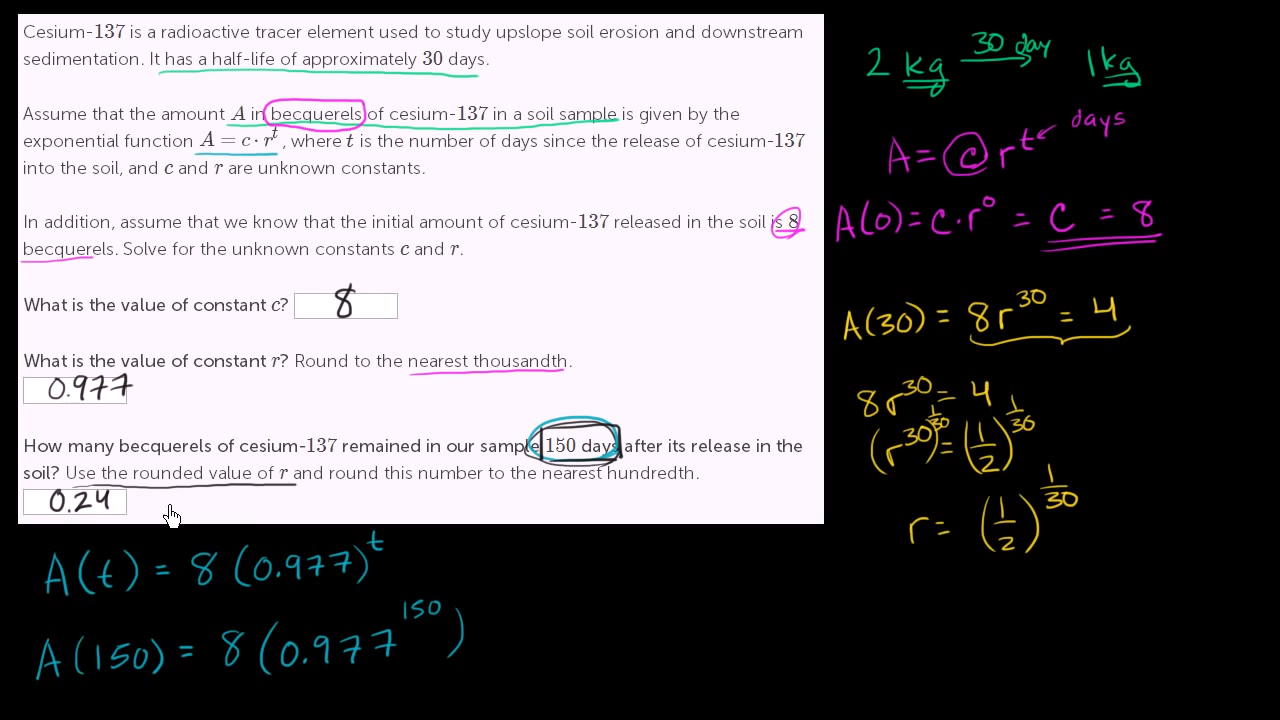 Cesium-137 is a radioactive tracer element used to study upslope soil erosion and downstream
sedimentation. It has a half-life of approximately 30 days.
Assume that the amount A in becquerels of cesium-137 in a soil sample is given by the
exponential function A = c · r^t, where t is the number of days since the release of cesium-137
into the soil, and c and r are unknown constants.
In addition, assume that we know that the initial amount of cesium-137 released in the soil is 8
becquerels. Solve for the unknown constants c and r.
What is the value of constant c? 8
What is the value of constant r? Round to the nearest thousandth.
0.977
How many becquerels of cesium-137 remained in our sample 150 days after its release in the
soil? Use the rounded value of r and round this number to the nearest hundredth.
0.24
A(t) = 8(0.977)^t
A(150) = 8(0.977^150)
2 kg 30 day 1 kg
A = c r^t days
A(0) = c · r^0 = c = 8
A(30) = 8r^30 = 4
8r^30 = 4
(r^30)^1/30 = (1/2)^1/30
r = (1/2)^1/30